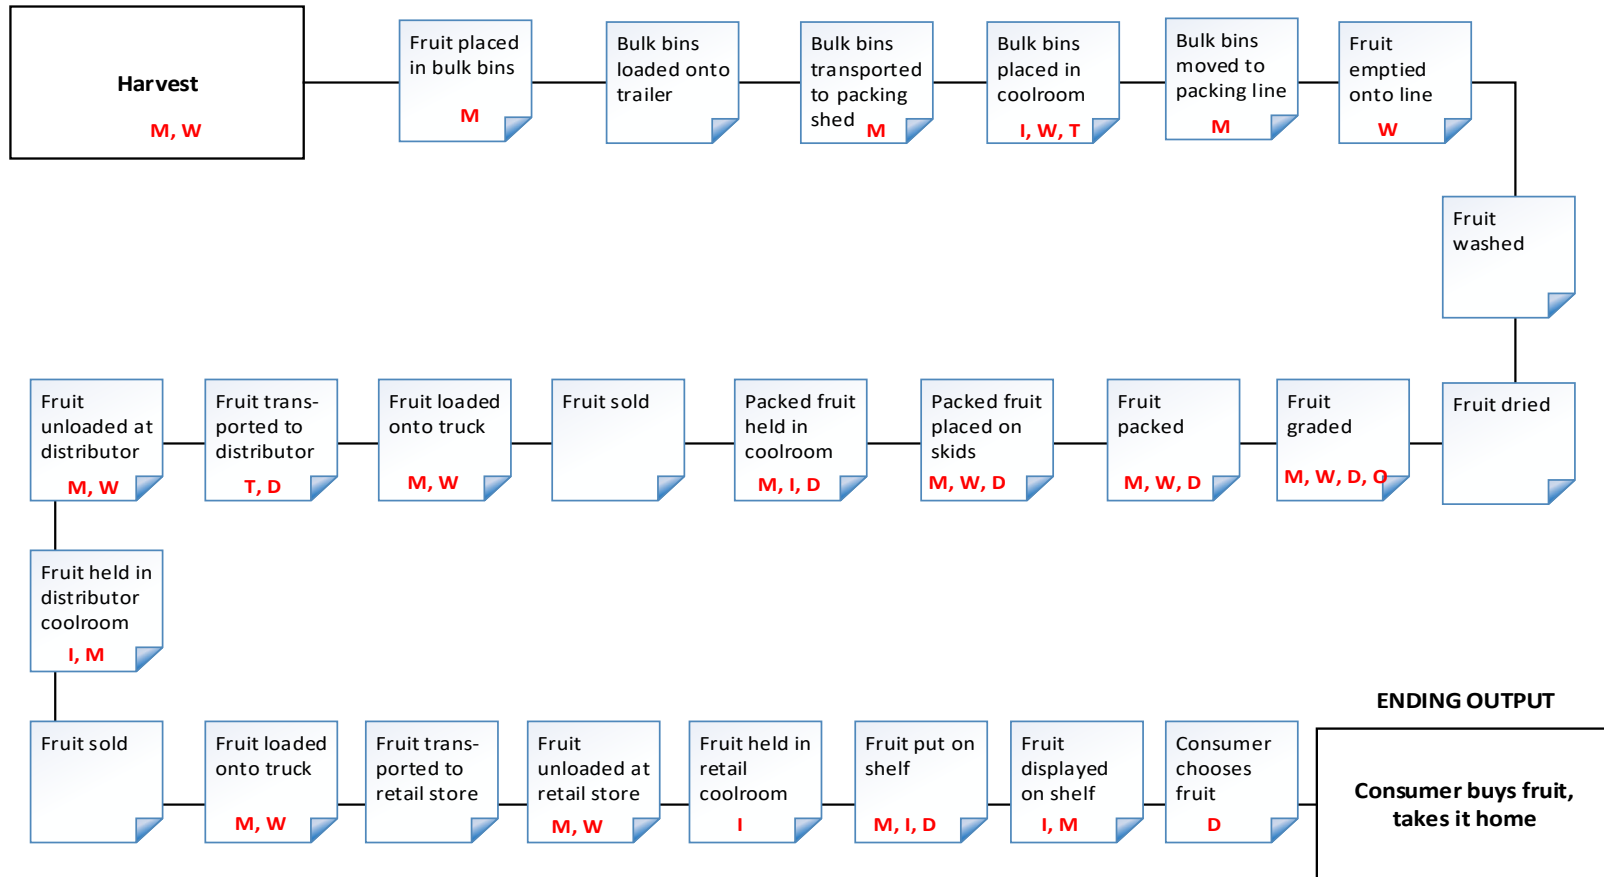 Harvest
M, W
Fruit placed
in bulk bins
M
Bulk bins
loaded onto
trailer
Bulk bins
transported
to packing
shed
M
Bulk bins
placed in
coolroom
I, W, T
Bulk bins
moved to
packing line
M
Fruit
emptied
onto line
W
Fruit
washed
Fruit dried
Fruit
graded
M, W, D, O
Fruit
packed
M, W, D
Packed fruit
placed on
skids
M, W, D
Packed fruit
held in
coolroom
M, I, D
Fruit sold
Fruit loaded
onto truck
M, W
Fruit trans-
ported to
distributor
T, D
Fruit
unloaded at
distributor
M, W
Fruit held in
distributor
coolroom
I, M
Fruit sold
Fruit loaded
onto truck
M, W
Fruit trans-
ported to
retail store
Fruit
unloaded at
retail store
M, W
Fruit held in
retail
coolroom
I
Fruit put on
shelf
M, I, D
Fruit
displayed
on shelf
I, M
Consumer
chooses
fruit
D
ENDING OUTPUT
Consumer buys fruit,
takes it home